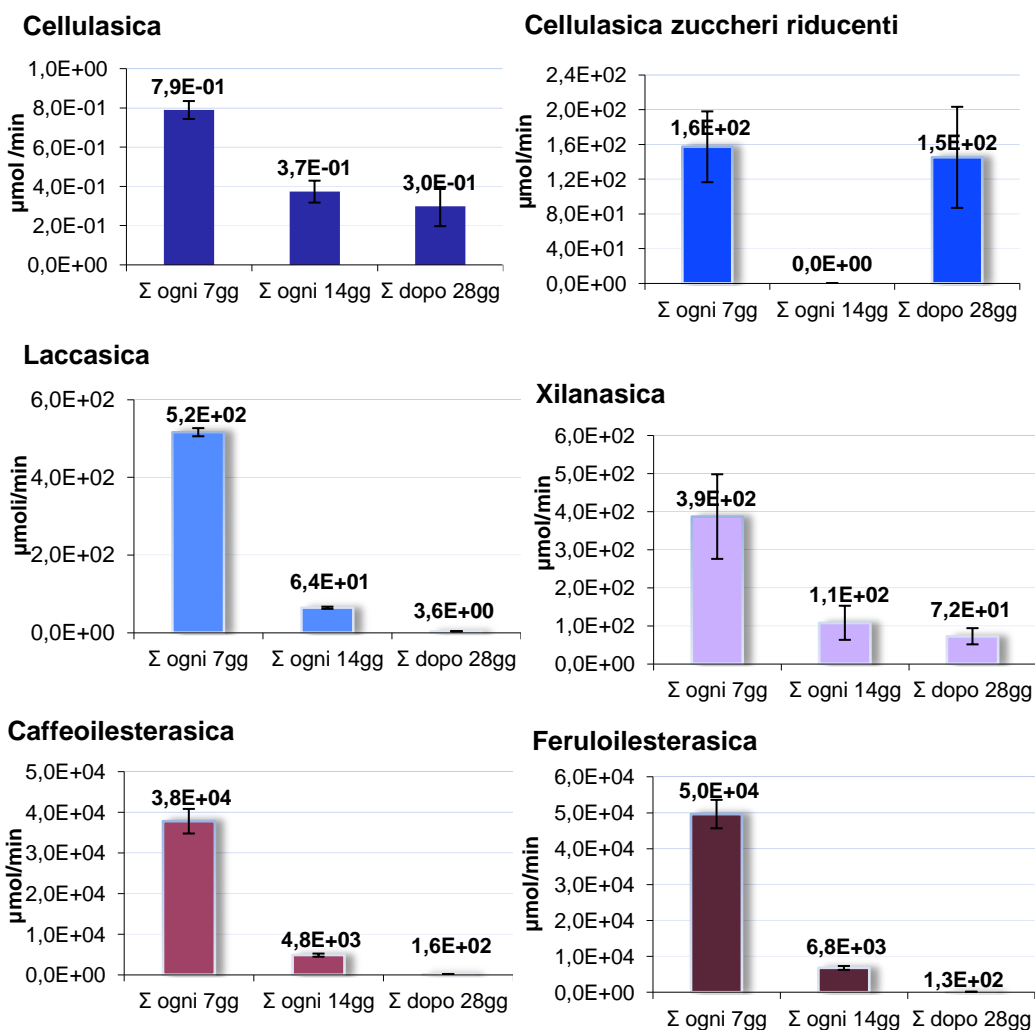 Cellulasica
µmol /min
1,0E+00
8,0E-01
6,0E-01
4,0E-01
2,0E-01
0,0E+00
7,9E-01
3,7E-01
3,0E-01
Σ ogni 7gg Σ ogni 14gg Σ dopo 28gg
Cellulasica zuccheri riducenti
µmol/min
2,4E+02
2,0E+02
1,6E+02
1,2E+02
8,0E+01
4,0E+01
0,0E+00
1,6E+02
0,0E+00
1,5E+02
Σ ogni 7gg Σ ogni 14gg Σ dopo 28gg
Laccasica
µmoli/min
6,0E+02
4,0E+02
2,0E+02
0,0E+00
5,2E+02
6,4E+01
3,6E+00
Σ ogni 7gg Σ ogni 14gg Σ dopo 28gg
Xilanasica
µmol/min
6,0E+02
5,0E+02
4,0E+02
3,0E+02
2,0E+02
1,0E+02
0,0E+00
3,9E+02
1,1E+02
7,2E+01
Σ ogni 7gg Σ ogni 14gg Σ dopo 28gg
Caffeoilesterasica
µmol/min
5,0E+04
4,0E+04
3,0E+04
2,0E+04
1,0E+04
0,0E+00
3,8E+04
4,8E+03
1,6E+02
Σ ogni 7gg Σ ogni 14gg Σ dopo 28gg
Feruloilesterasica
µmol/min
6,0E+04
5,0E+04
4,0E+04
3,0E+04
2,0E+04
1,0E+04
0,0E+00
5,0E+04
6,8E+03
1,3E+02
Σ ogni 7gg Σ ogni 14gg Σ dopo 28gg